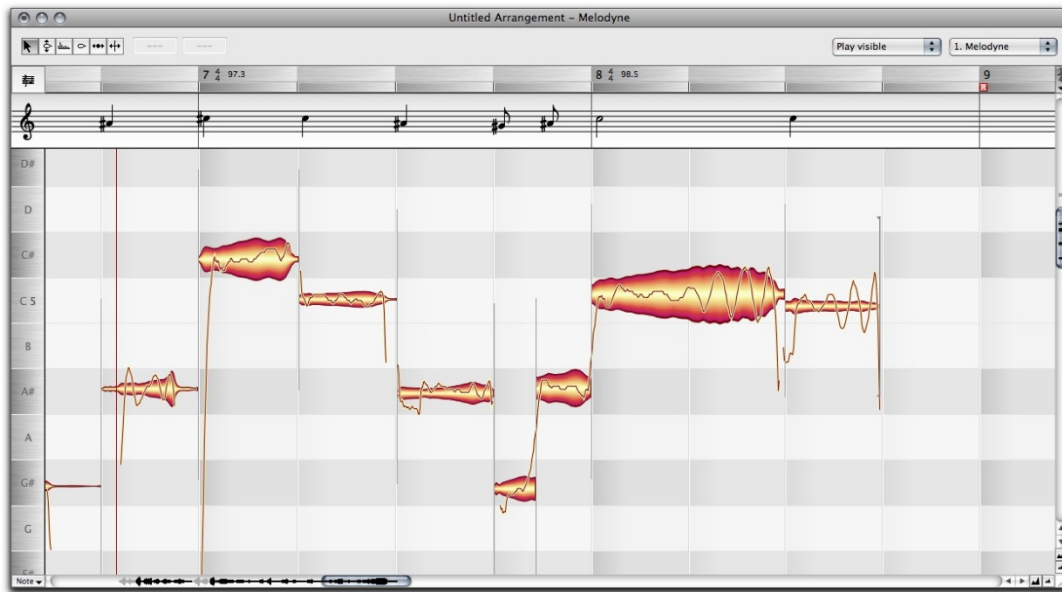 Untitled Arrangement – Melodyne
--- ---
Play visible 1. Melodyne
7 4/4 97.3 8 4/4 98.5 9
D#
D
C#
C 5
B
A#
A
G#
G
F#
Note